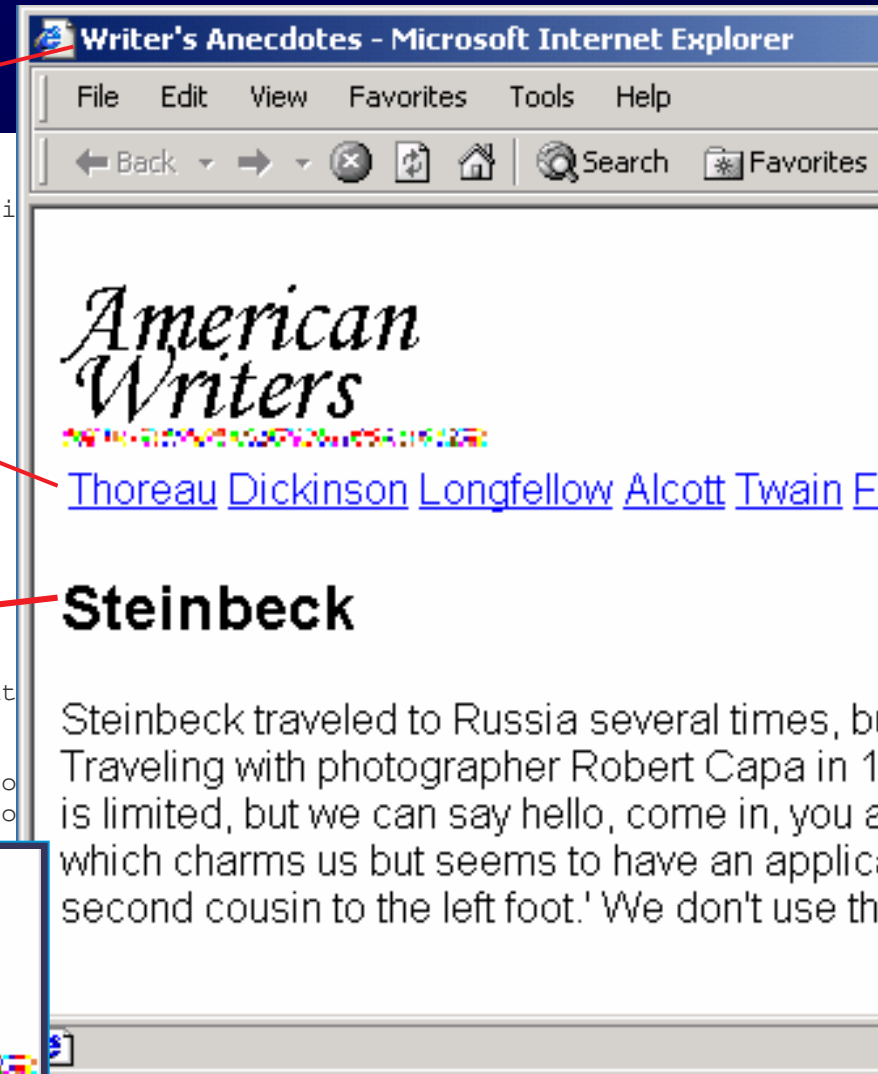 Writer's Anecdotes - Microsoft Internet Explorer
File Edit View Favorites Tools Help
Back Search Favorites
American
Writers
Thoreau Dickinson Longfellow Alcott Twain
Steinbeck
Steinbeck traveled to Russia several times,
Traveling with photographer Robert Capa in
is limited, but we can say hello, come in, you
which charms us but seems to have an
second cousin to the left foot.' We don't use